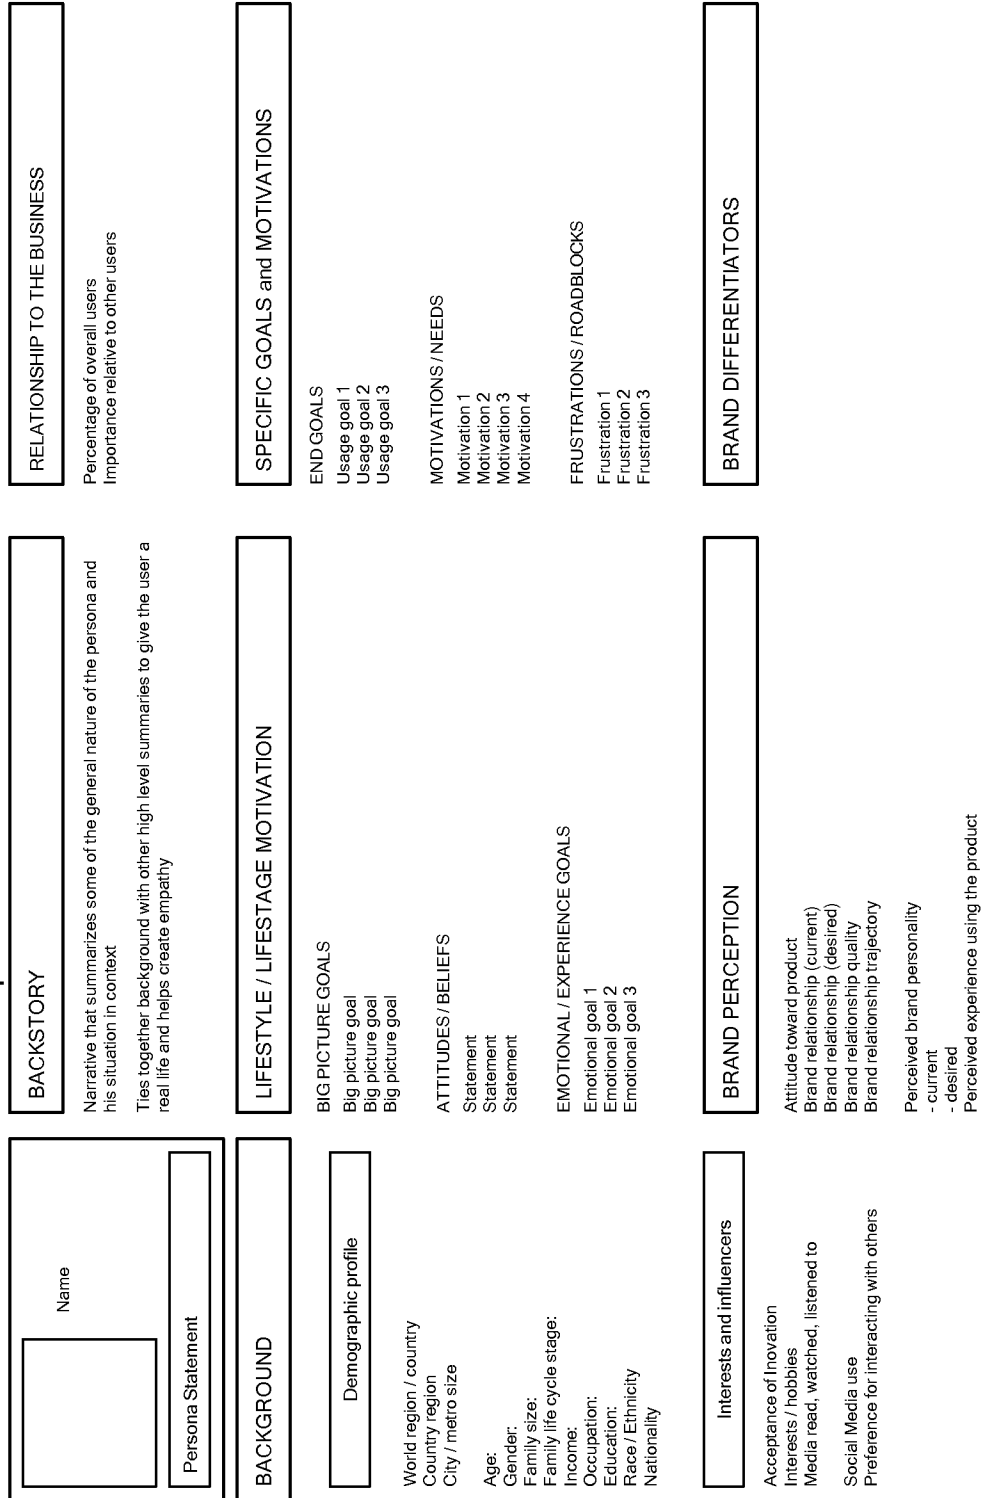 Name
Persona Statement
BACKGROUND
Demographic profile
World region / country
Country region
City / metro size
Age:
Gender:
Family size:
Family life cycle stage:
Income:
Occupation:
Education:
Race / Ethnicity
Nationality
Interests and influencers
Acceptance of Inovation
Interests / hobbies
Media read, watched, listened to
Social Media use
Preference for interacting with others
BACKSTORY
Narrative that summarizes some of the general nature of the persona and
his situation in context
Ties together background with other high level summaries to give the user a
real life and helps create empathy
LIFESTYLE / LIFESTAGE MOTIVATION
BIG PICTURE GOALS
Big picture goal
Big picture goal
Big picture goal
ATTITUDES / BELIEFS
Statement
Statement
Statement
EMOTIONAL / EXPERIENCE GOALS
Emotional goal 1
Emotional goal 2
Emotional goal 3
BRAND PERCEPTION
Attitude toward product
Brand relationship (current)
Brand relationship (desired)
Brand relationship quality
Brand relationship trajectory
Perceived brand personality
- current
- desired
Perceived experience using the product
RELATIONSHIP TO THE BUSINESS
Percentage of overall users
Importance relative to other users
SPECIFIC GOALS and MOTIVATIONS
END GOALS
Usage goal 1
Usage goal 2
Usage goal 3
MOTIVATIONS / NEEDS
Motivation 1
Motivation 2
Motivation 3
Motivation 4
FRUSTRATIONS / ROADBLOCKS
Frustration 1
Frustration 2
Frustration 3
BRAND DIFFERENTIATORS